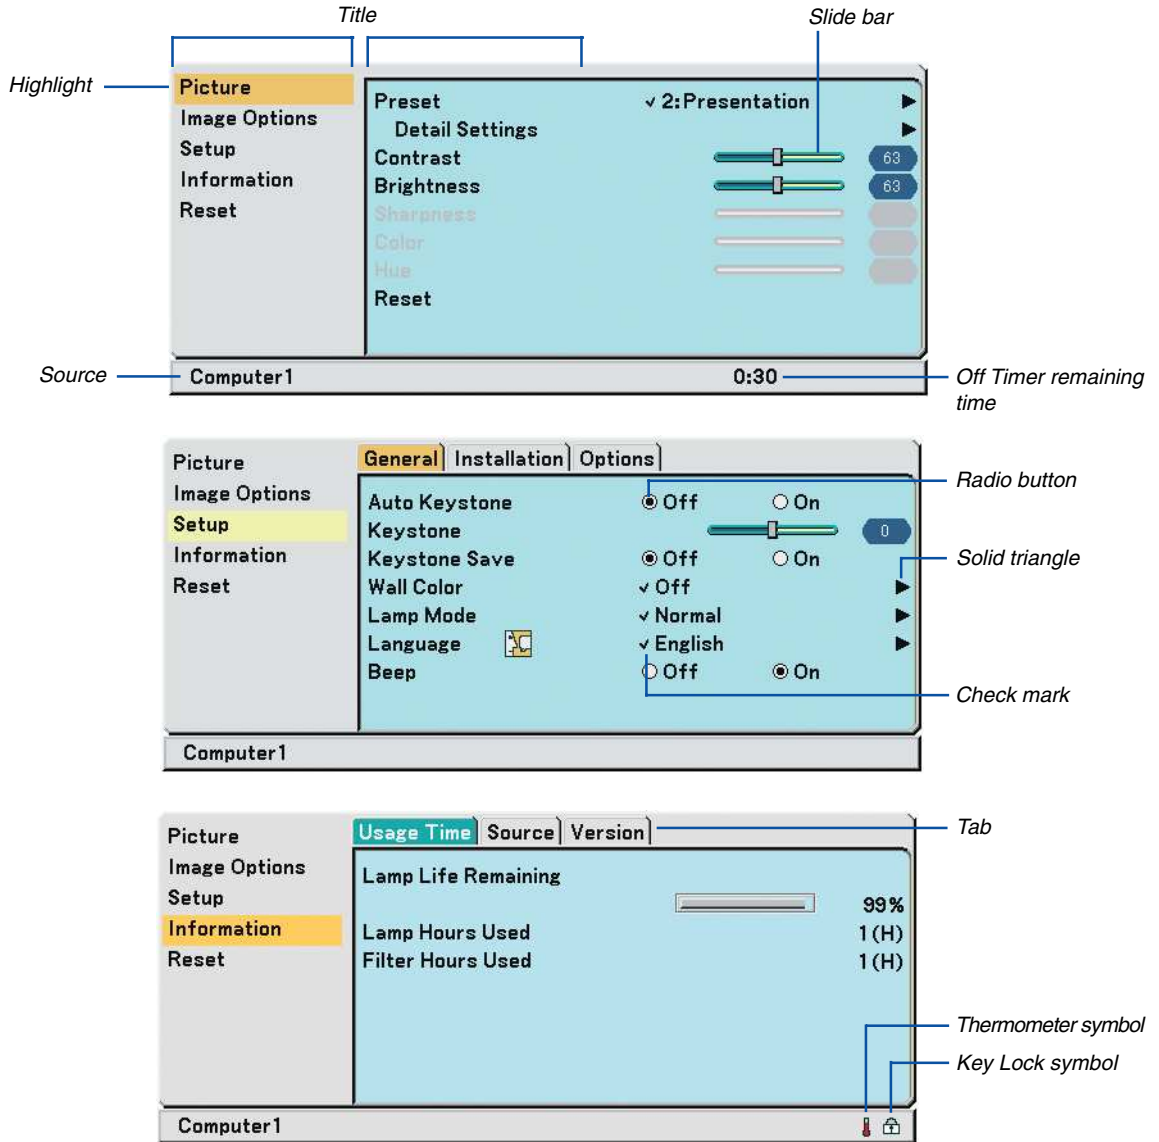 Title
Slide bar
Highlight
Picture
Image Options
Setup
Information
Reset
Preset ✓ 2:Presentation ▶
Detail Settings ▶
Contrast 63
Brightness 63
Sharpness
Color
Hue
Reset
Source
Computer1 0:30
Off Timer remaining
time
Picture
Image Options
Setup
Information
Reset
General Installation Options
Auto Keystone Off On
Keystone 0
Keystone Save Off On
Wall Color ✓ Off ▶
Lamp Mode ✓ Normal ▶
Language ✓ English ▶
Beep Off On
Radio button
Solid triangle
Check mark
Computer1
Picture
Image Options
Setup
Information
Reset
Usage Time Source Version
Tab
Lamp Life Remaining
99%
Lamp Hours Used 1(H)
Filter Hours Used 1(H)
Thermometer symbol
Key Lock symbol
Computer1